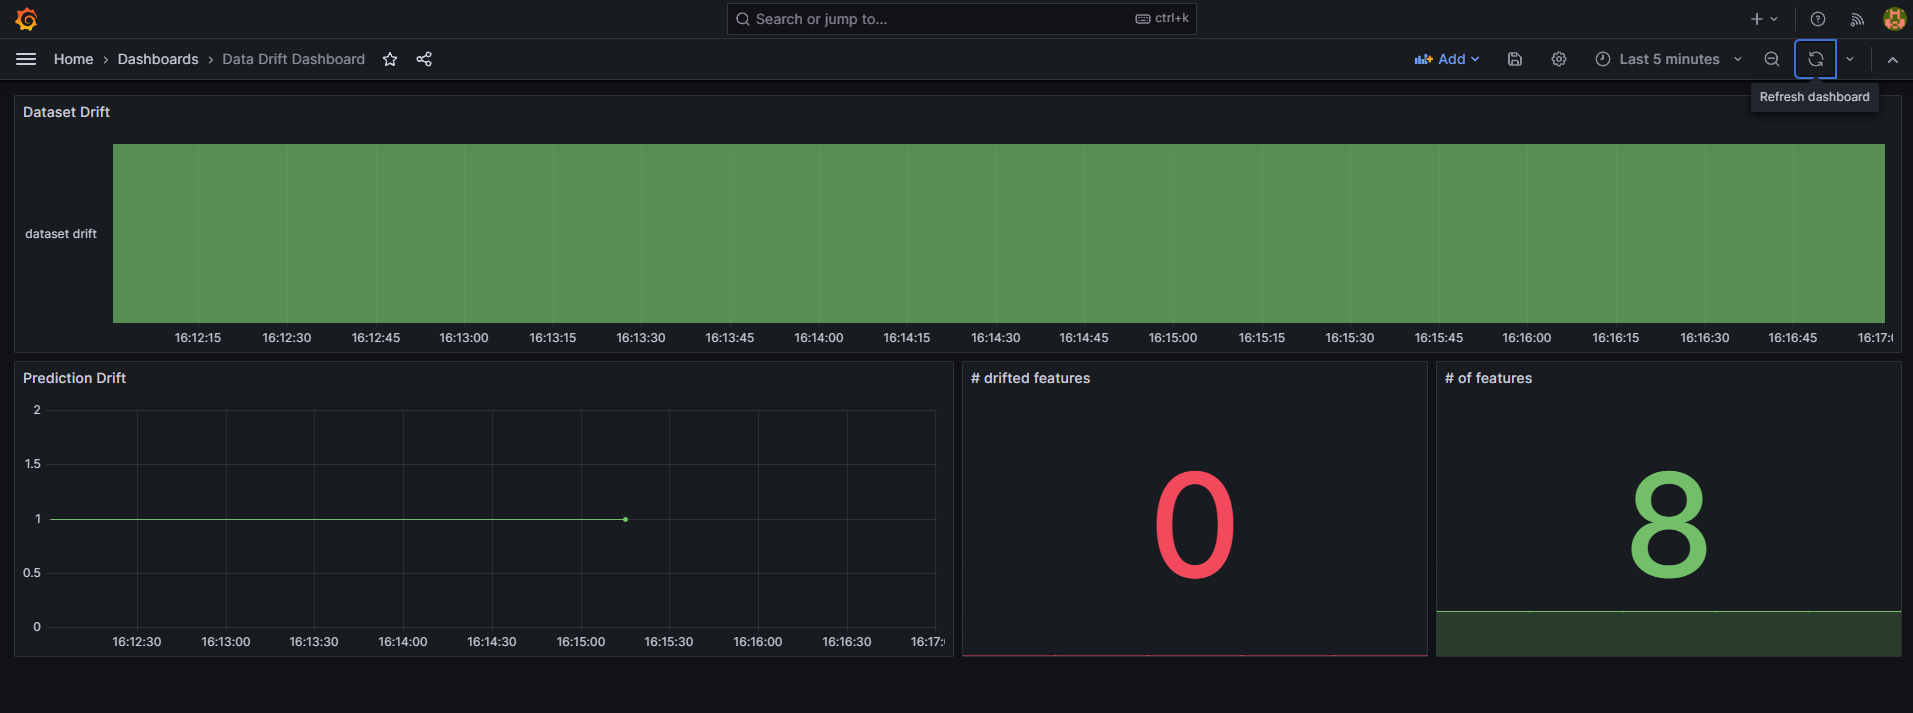 Search or jump to...
ctrl+k
Home › Dashboards › Data Drift Dashboard
Add
Last 5 minutes
Refresh dashboard
Dataset Drift
dataset drift
16:12:15 16:12:30 16:12:45 16:13:00 16:13:15 16:13:30 16:13:45 16:14:00 16:14:15 16:14:30 16:14:45 16:15:00 16:15:15 16:15:30 16:15:45 16:16:00 16:16:15 16:16:30 16:16:45 16:17:
Prediction Drift
2
1.5
1
0.5
0
16:12:30 16:13:00 16:13:30 16:14:00 16:14:30 16:15:00 16:15:30 16:16:00 16:16:30 16:17:
# drifted features
0
# of features
8